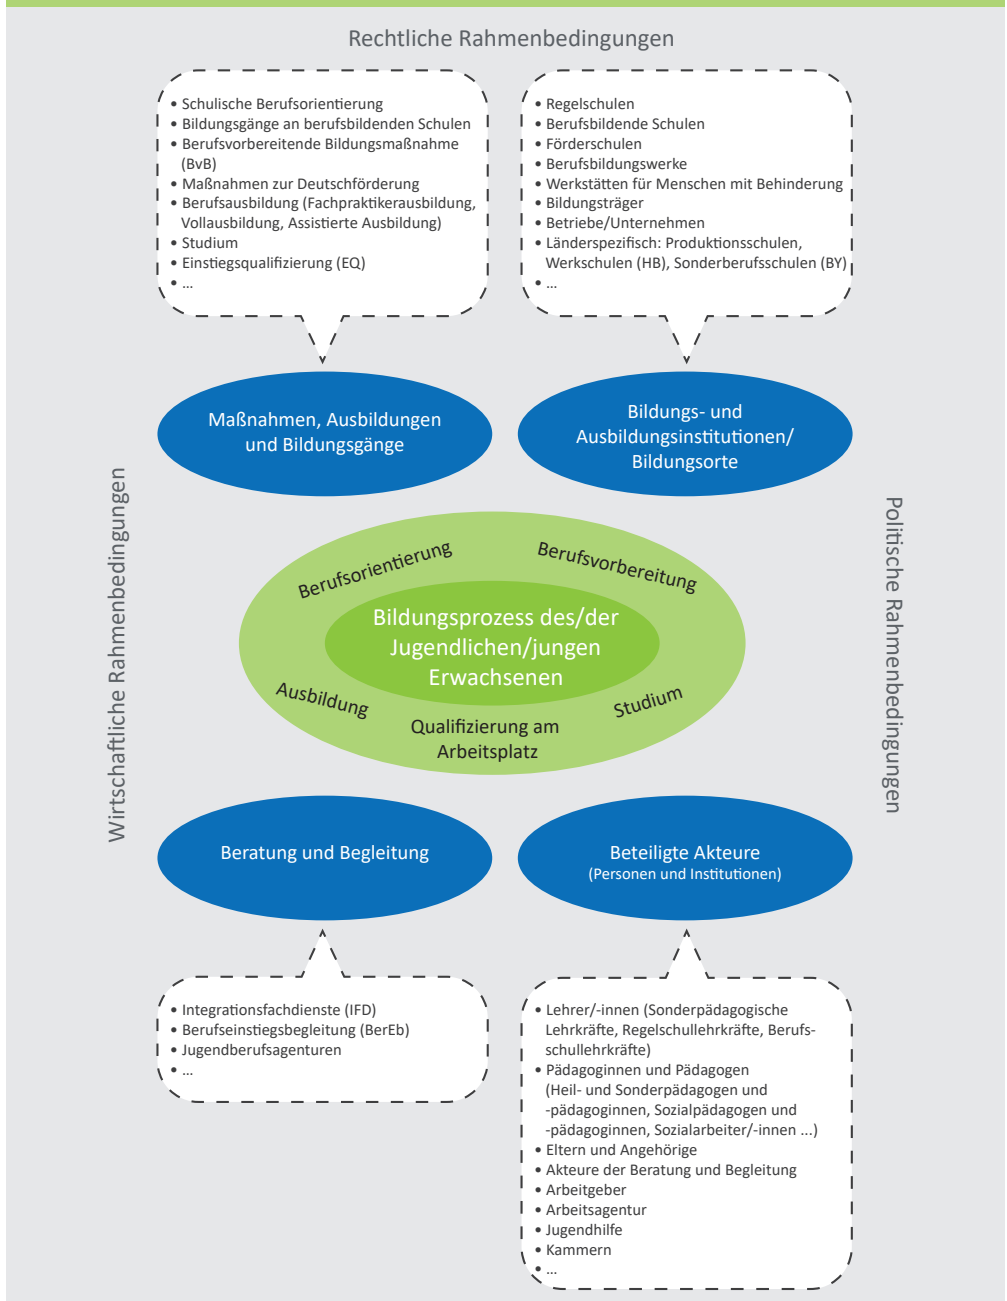 Rechtliche Rahmenbedingungen
• Schulische Berufsorientierung
• Bildungsgänge an berufsbildenden Schulen
• Berufsvorbereitende Bildungsmaßnahme
(BvB)
• Maßnahmen zur Deutschförderung
• Berufsausbildung (Fachpraktikerausbildung,
Vollausbildung, Assistierte Ausbildung)
• Studium
• Einstiegsqualifizierung (EQ)
• ...
• Regelschulen
• Berufsbildende Schulen
• Förderschulen
• Berufsbildungswerke
• Werkstätten für Menschen mit Behinderung
• Bildungsträger
• Betriebe/Unternehmen
• Länderspezifisch: Produktionsschulen,
Werkschulen (HB), Sonderberufsschulen (BY)
• ...
Maßnahmen, Ausbildungen
und Bildungsgänge
Bildungs- und
Ausbildungsinstitutionen/
Bildungsorte
Wirtschaftliche Rahmenbedingungen
Politische Rahmenbedingungen
Berufsorientierung
Berufsvorbereitung
Bildungsprozess des/der
Jugendlichen/jungen
Erwachsenen
Ausbildung
Studium
Qualifizierung am
Arbeitsplatz
Beratung und Begleitung
Beteiligte Akteure
(Personen und Institutionen)
• Integrationsfachdienste (IFD)
• Berufseinstiegsbegleitung (BerEb)
• Jugendberufsagenturen
• ...
• Lehrer/-innen (Sonderpädagogische
Lehrkräfte, Regelschullehrkräfte, Berufs-
schullehrkräfte)
• Pädagoginnen und Pädagogen
(Heil- und Sonderpädagogen und
-pädagoginnen, Sozialpädagogen und
-pädagoginnen, Sozialarbeiter/-innen ...)
• Eltern und Angehörige
• Akteure der Beratung und Begleitung
• Arbeitgeber
• Arbeitsagentur
• Jugendhilfe
• Kammern
• ...